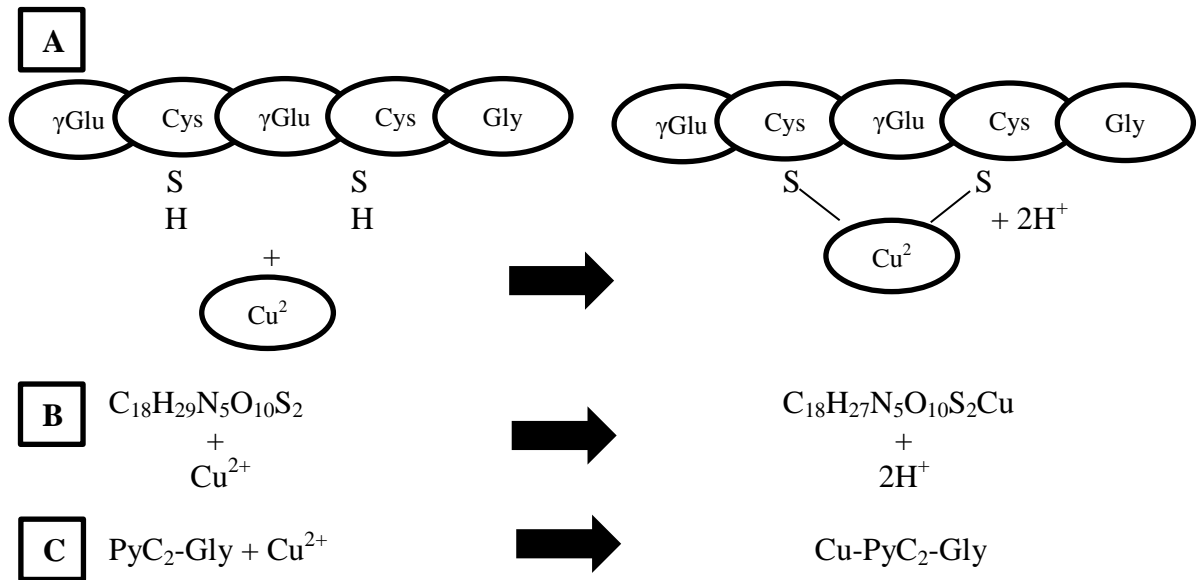 A
γGlu Cys γGlu Cys Gly γGlu Cys γGlu Cys Gly
S S S S
H H + 2H⁺
+ Cu²
Cu²
B C₁₈H₂₉N₅O₁₀S₂ C₁₈H₂₇N₅O₁₀S₂Cu
+ +
Cu²⁺ 2H⁺
C PyC₂-Gly + Cu²⁺ Cu-PyC₂-Gly